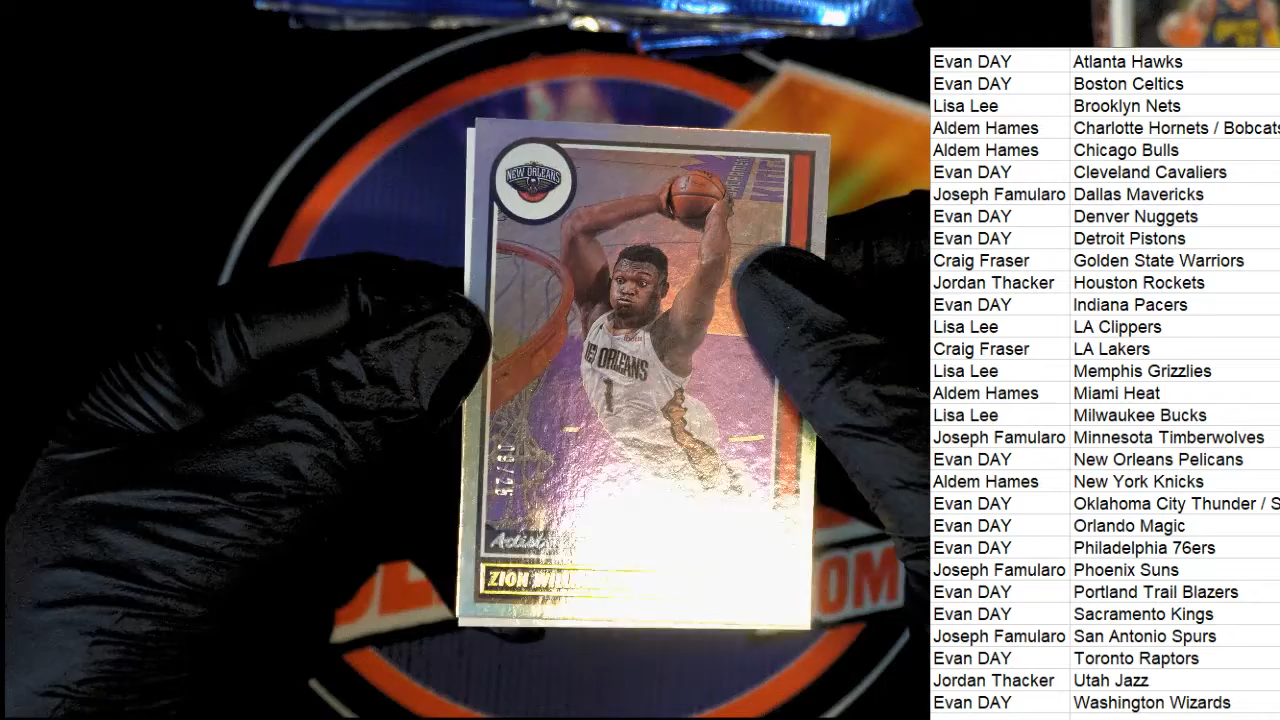 NEW ORLEANS
NEW ORLEANS
1
09/25
Artist
ZION
OM
Evan DAY Atlanta Hawks
Evan DAY Boston Celtics
Lisa Lee Brooklyn Nets
Aldem Hames Charlotte Hornets / Bobcats
Aldem Hames Chicago Bulls
Evan DAY Cleveland Cavaliers
Joseph Famularo Dallas Mavericks
Evan DAY Denver Nuggets
Evan DAY Detroit Pistons
Craig Fraser Golden State Warriors
Jordan Thacker Houston Rockets
Evan DAY Indiana Pacers
Lisa Lee LA Clippers
Craig Fraser LA Lakers
Lisa Lee Memphis Grizzlies
Aldem Hames Miami Heat
Lisa Lee Milwaukee Bucks
Joseph Famularo Minnesota Timberwolves
Evan DAY New Orleans Pelicans
Aldem Hames New York Knicks
Evan DAY Oklahoma City Thunder / S
Evan DAY Orlando Magic
Evan DAY Philadelphia 76ers
Joseph Famularo Phoenix Suns
Evan DAY Portland Trail Blazers
Evan DAY Sacramento Kings
Joseph Famularo San Antonio Spurs
Evan DAY Toronto Raptors
Jordan Thacker Utah Jazz
Evan DAY Washington Wizards